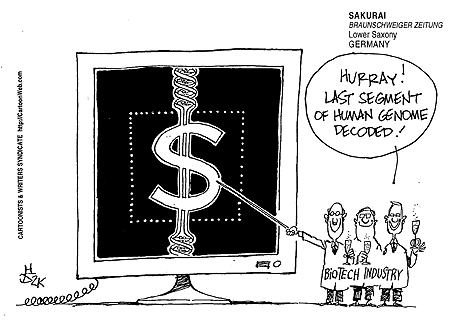 SAKURAI
BRAUNSCHWEIGER ZEITUNG
Lower Saxony
GERMANY
HURRAY!
LAST SEGMENT
OF HUMAN GENOME
DECODED!
$
BIOTECH INDUSTRY
CARTOONISTS & WRITERS SYNDICATE http://CartoonWeb.com